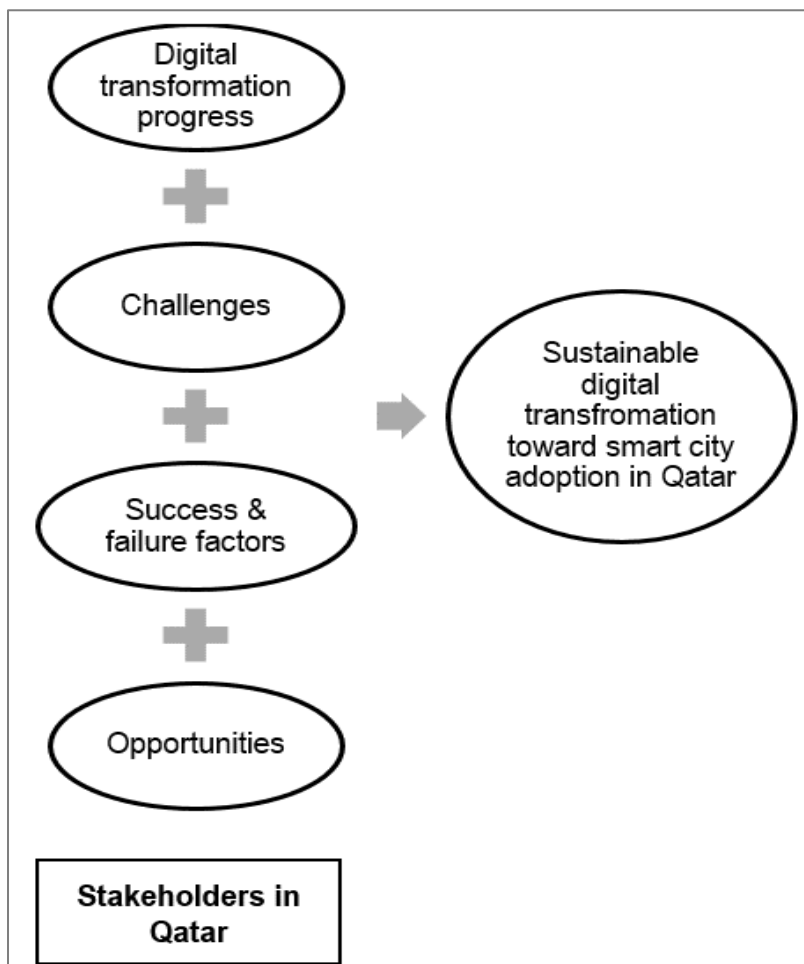 Digital
transformation
progress
Challenges
Success &
failure factors
Opportunities
Sustainable
digital
transfromation
toward smart city
adoption in Qatar
Stakeholders in
Qatar